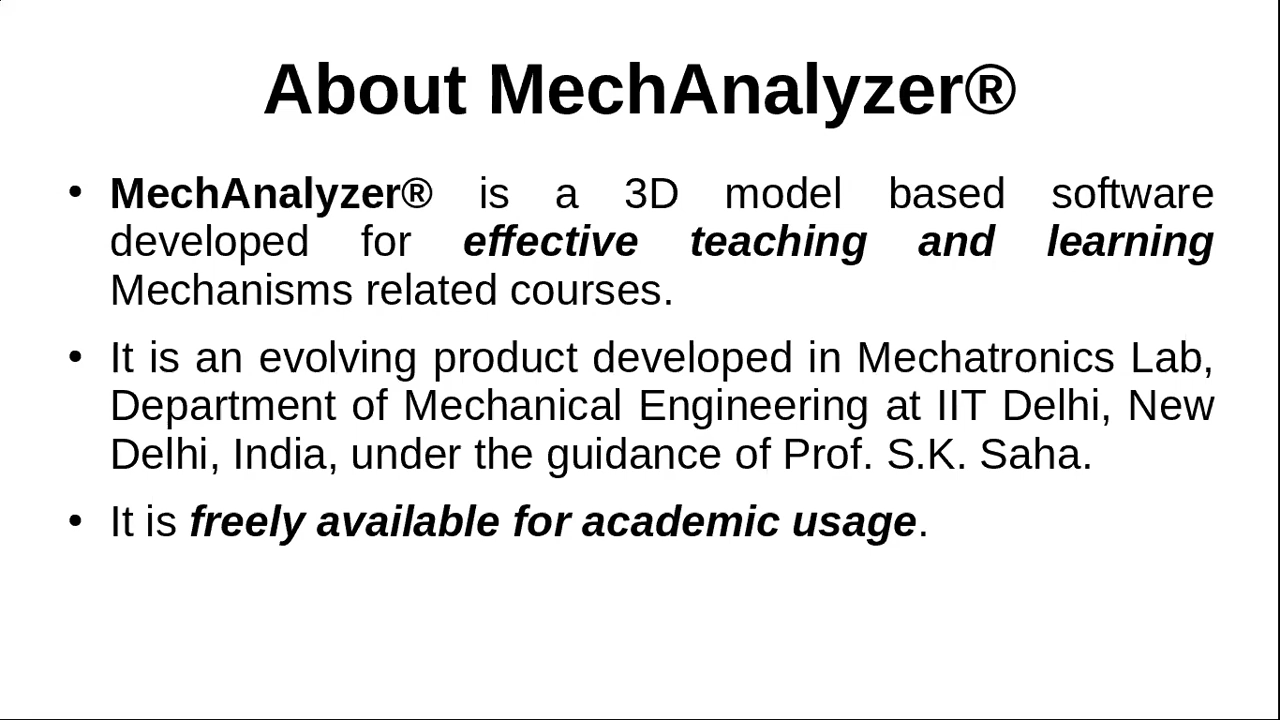 About MechAnalyzer®
• MechAnalyzer® is a 3D model based software
developed for effective teaching and learning
Mechanisms related courses.
• It is an evolving product developed in Mechatronics Lab,
Department of Mechanical Engineering at IIT Delhi, New
Delhi, India, under the guidance of Prof. S.K. Saha.
• It is freely available for academic usage.